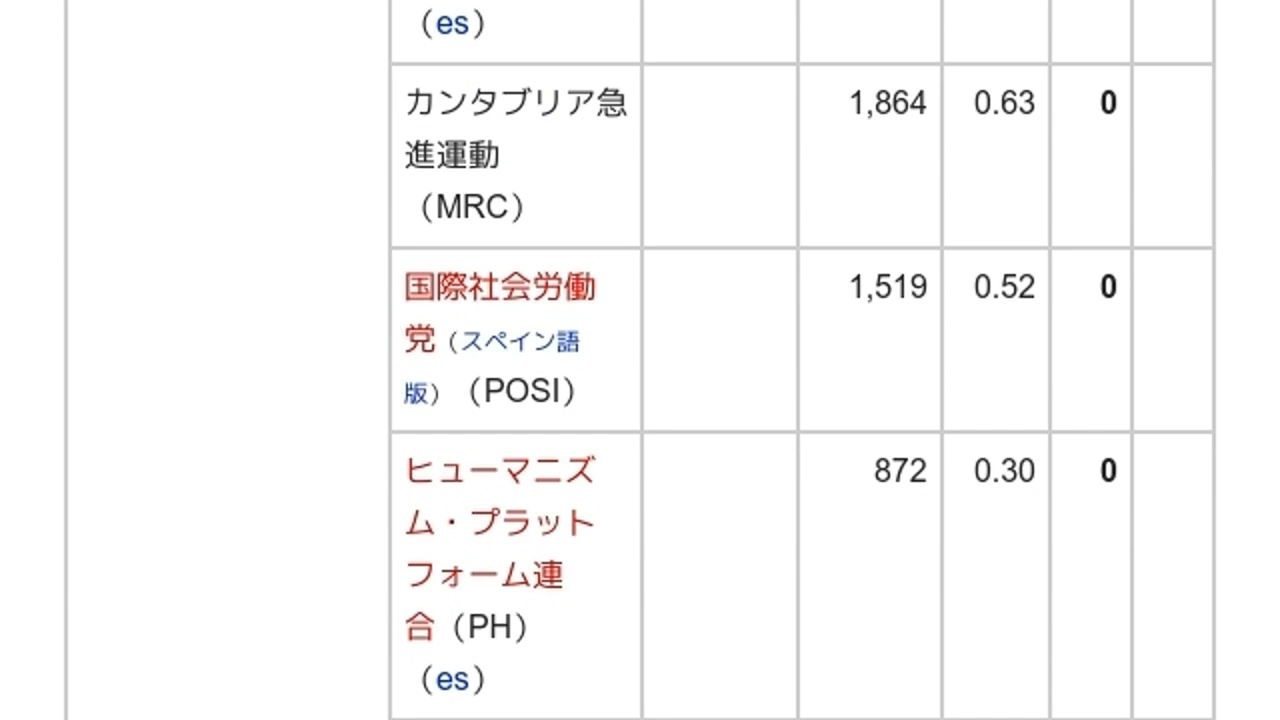 （es）
カンタブリア急 1,864 0.63 0
進運動
（MRC）
国際社会労働 1,519 0.52 0
党（スペイン語
版）（POSI）
ヒューマニズ 872 0.30 0
ム・プラット
フォーム連
合（PH）
（es）